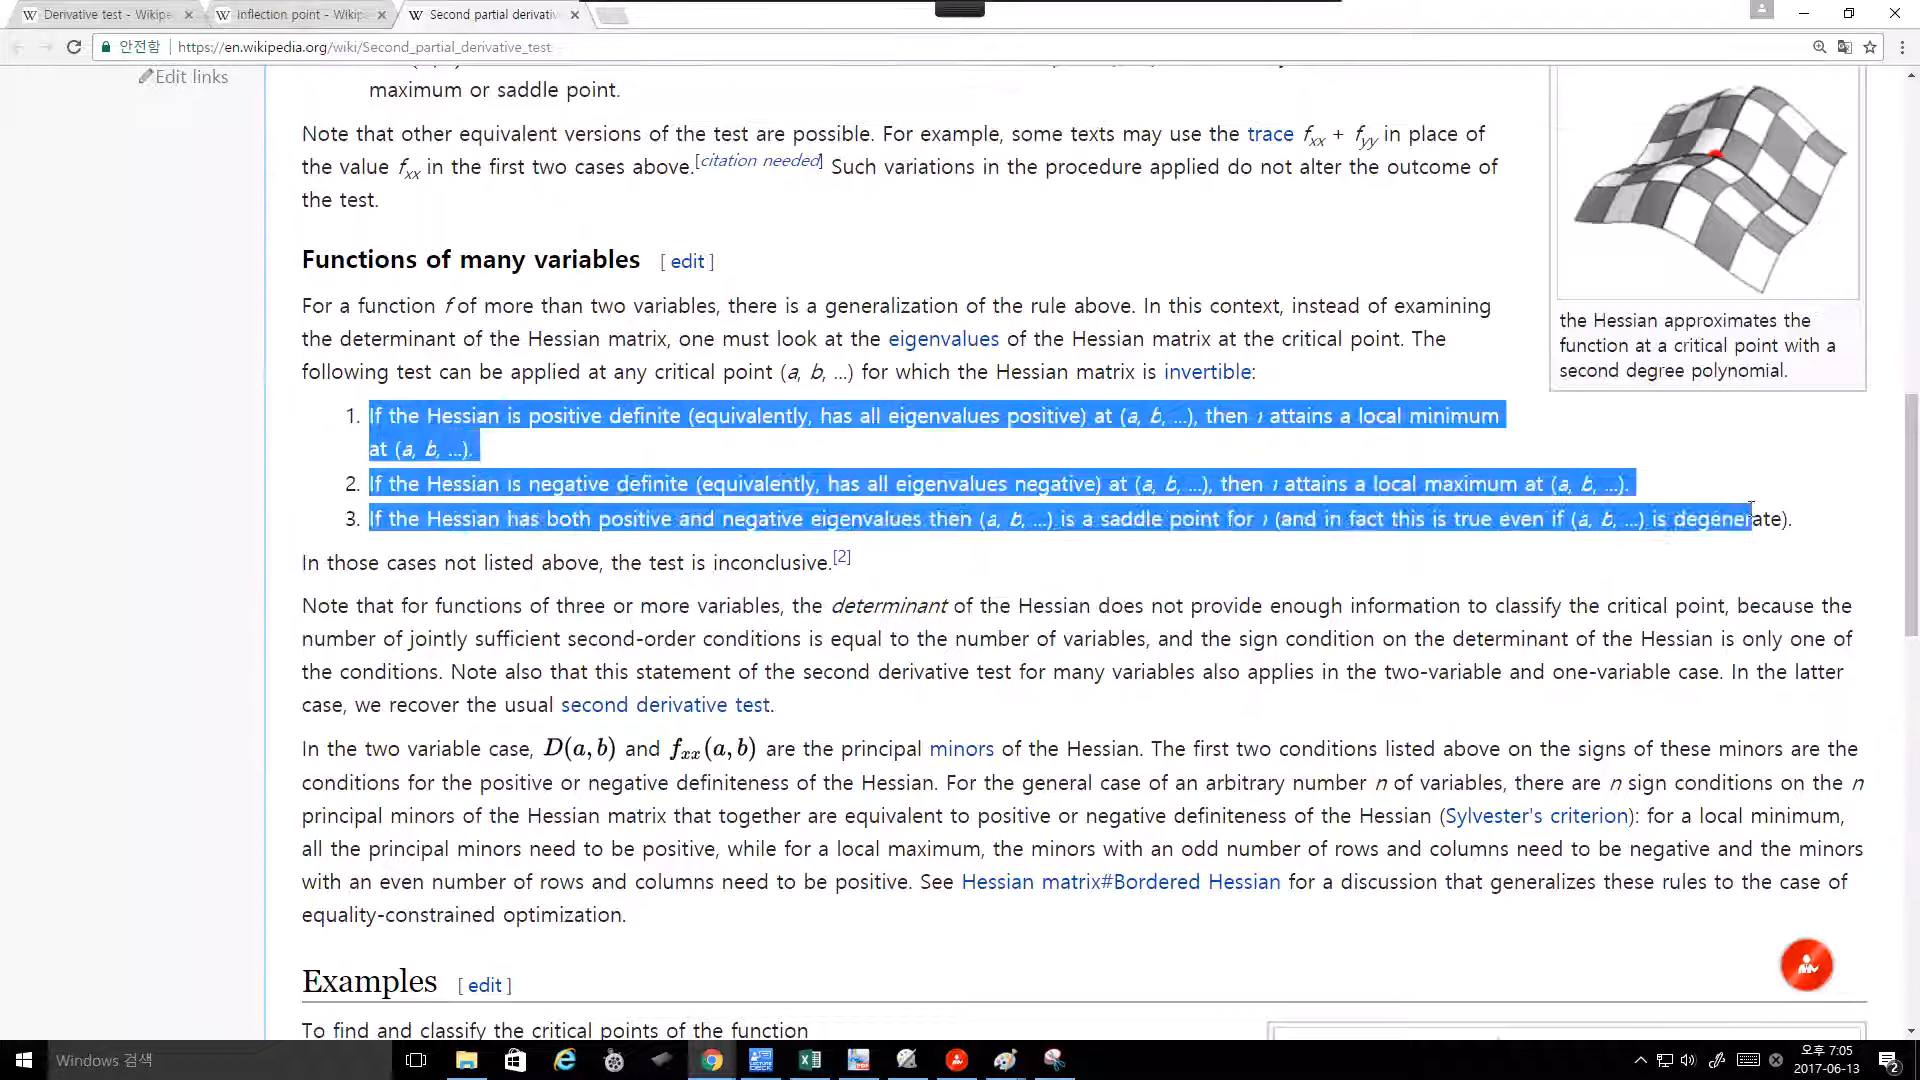 Derivative test - Wikipe
Inflection point - Wikip
Second partial derivativ
안전함 https://en.wikipedia.org/wiki/Second_partial_derivative_test
Edit links
maximum or saddle point.
Note that other equivalent versions of the test are possible. For example, some texts may use the trace fxx + fyy in place of
the value fxx in the first two cases above.[citation needed] Such variations in the procedure applied do not alter the outcome of
the test.
Functions of many variables [ edit ]
For a function f of more than two variables, there is a generalization of the rule above. In this context, instead of examining
the determinant of the Hessian matrix, one must look at the eigenvalues of the Hessian matrix at the critical point. The
following test can be applied at any critical point (a, b, ...) for which the Hessian matrix is invertible:
the Hessian approximates the
function at a critical point with a
second degree polynomial.
1. If the Hessian is positive definite (equivalently, has all eigenvalues positive) at (a, b, ...), then f attains a local minimum
at (a, b, ...).
2. If the Hessian is negative definite (equivalently, has all eigenvalues negative) at (a, b, ...), then f attains a local maximum at (a, b, ...).
3. If the Hessian has both positive and negative eigenvalues then (a, b, ...) is a saddle point for f (and in fact this is true even if (a, b, ...) is degenerate).
In those cases not listed above, the test is inconclusive.[2]
Note that for functions of three or more variables, the determinant of the Hessian does not provide enough information to classify the critical point, because the
number of jointly sufficient second-order conditions is equal to the number of variables, and the sign condition on the determinant of the Hessian is only one of
the conditions. Note also that this statement of the second derivative test for many variables also applies in the two-variable and one-variable case. In the latter
case, we recover the usual second derivative test.
In the two variable case, D(a, b) and fxx(a, b) are the principal minors of the Hessian. The first two conditions listed above on the signs of these minors are the
conditions for the positive or negative definiteness of the Hessian. For the general case of an arbitrary number n of variables, there are n sign conditions on the n
principal minors of the Hessian matrix that together are equivalent to positive or negative definiteness of the Hessian (Sylvester's criterion): for a local minimum,
all the principal minors need to be positive, while for a local maximum, the minors with an odd number of rows and columns need to be negative and the minors
with an even number of rows and columns need to be positive. See Hessian matrix#Bordered Hessian for a discussion that generalizes these rules to the case of
equality-constrained optimization.
Examples [ edit ]
To find and classify the critical points of the function
Windows 검색
오후 7:05
2017-06-13
2